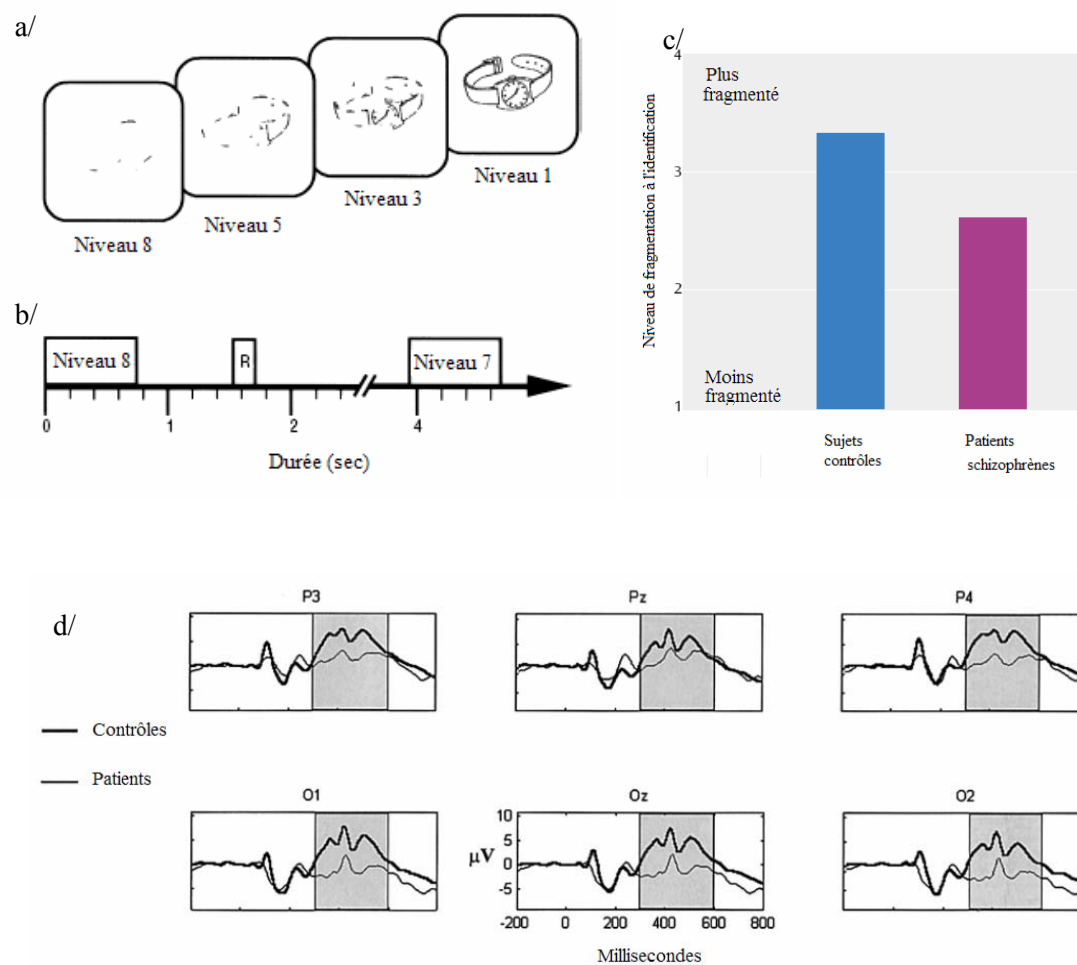 a/
Niveau 8
Niveau 5
Niveau 3
Niveau 1
b/
Niveau 8
R
Niveau 7
0
1
2
4
Durée (sec)
c/
Niveau de fragmentation à l'identification
4
3
2
1
Plus
fragmenté
Moins
fragmenté
Sujets
contrôles
Patients
schizophrènes
d/
Contrôles
Patients
P3
Pz
P4
O1
Oz
O2
µV
10
5
0
-5
-200
0
200
400
600
800
Millisecondes